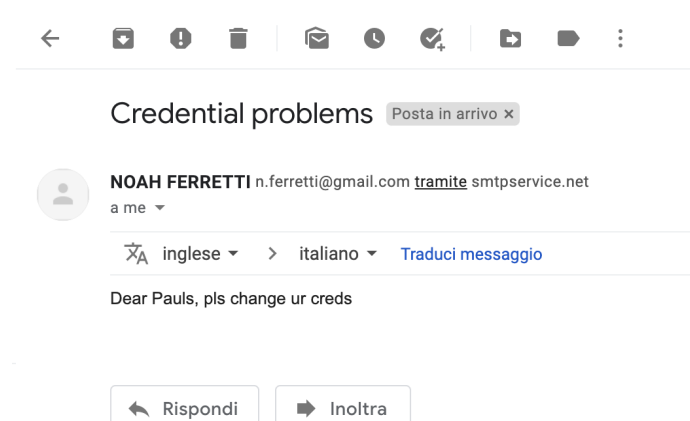 Credential problems Posta in arrivo ×
NOAH FERRETTI n.ferretti@gmail.com tramite smtpservice.net
a me
inglese > italiano Traduci messaggio
Dear Pauls, pls change ur creds
Rispondi Inoltra